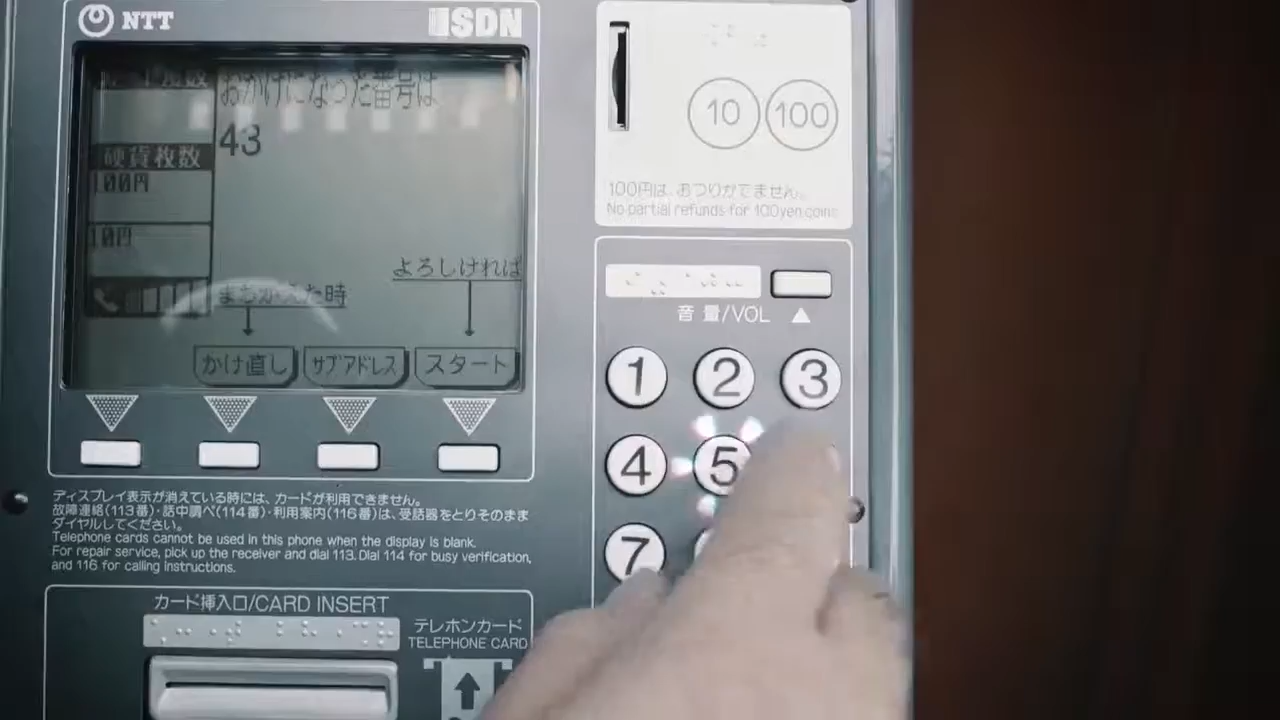 NTT
ISDN
おかけになった番号は
43
硬貨枚数
100円
10円
よろしければ
まちがえた時
かけ直し
サブアドレス
スタート
10
100
100円は、おつりがでません。
No partial refunds for 100yen coins.
音量/VOL
1
2
3
4
5
7
ディスプレイ表示が消えている時には、カードが利用できません。
故障連絡(113番)・話中調べ(114番)・利用案内(116番)は、受話器をとりそのまま
ダイヤルしてください。
Telephone cards cannot be used in this phone when the display is blank.
For repair service, pick up the receiver and dial 113. Dial 114 for busy verification,
and 116 for calling instructions.
カード挿入口/CARD INSERT
テレホンカード
TELEPHONE CARD